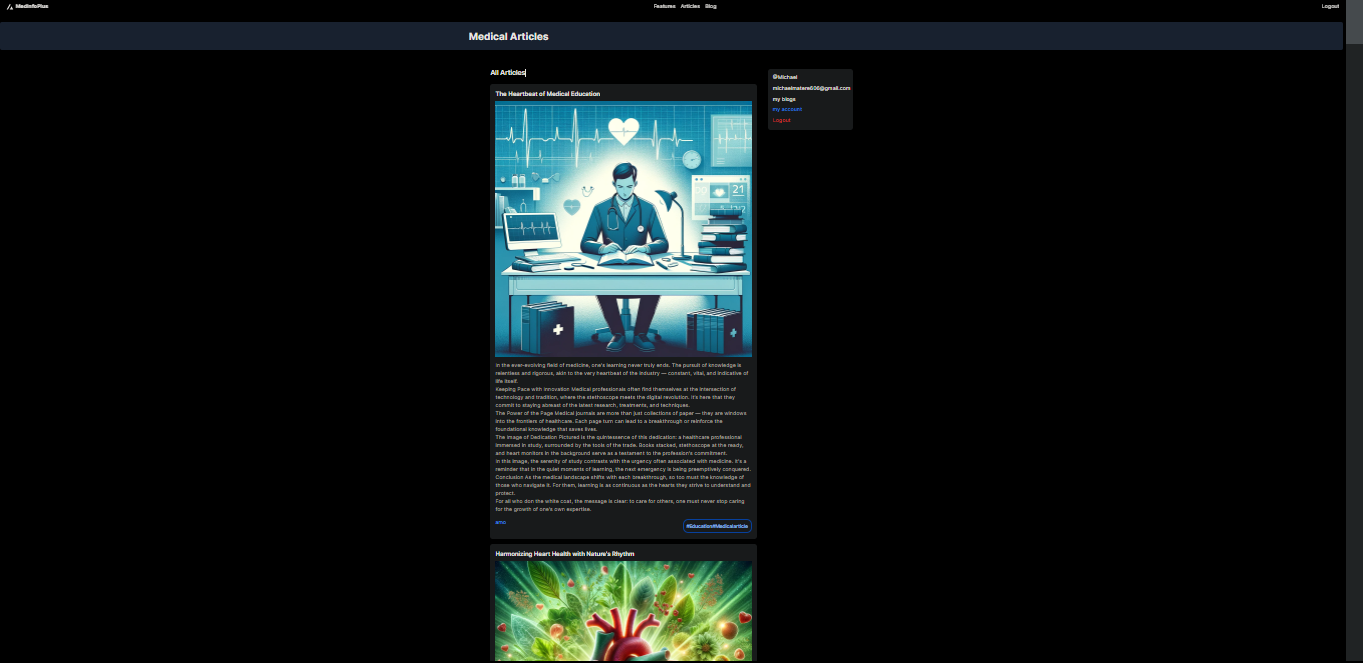 MedinfoPlus
Features Articles Blog
Logout
Medical Articles
All Articles
@Michael
michaelmatere606@gmail.com
my blogs
my account
Logout
The Heartbeat of Medical Education
21
In the ever-evolving field of medicine, one's learning never truly ends. The pursuit of knowledge is
relentless and rigorous, akin to the very heartbeat of the industry — constant, vital, and indicative of
life itself.
Keeping Pace with Innovation Medical professionals often find themselves at the intersection of
technology and tradition, where the stethoscope meets the digital revolution. It's here that they
commit to staying abreast of the latest research, treatments, and techniques.
The Power of the Page Medical journals are more than just collections of paper — they are windows
into the frontiers of healthcare. Each page turn can lead to a breakthrough or reinforce the
foundational knowledge that saves lives.
The Image of Dedication Pictured is the quintessence of this dedication: a healthcare professional
immersed in study, surrounded by the tools of the trade. Books stacked, stethoscope at the ready,
and heart monitors in the background serve as a testament to the profession's commitment.
In this image, the serenity of study contrasts with the urgency often associated with medicine. It's a
reminder that in the quiet moments of learning, the next emergency is being preemptively conquered.
Conclusion As the medical landscape shifts with each breakthrough, so too must the knowledge of
those who navigate it. For them, learning is as continuous as the hearts they strive to understand and
protect.
For all who don the white coat, the message is clear: to care for others, one must never stop caring
for the growth of one's own expertise.
#Education#Medicalarticle
Harmonizing Heart Health with Nature's Rhythm